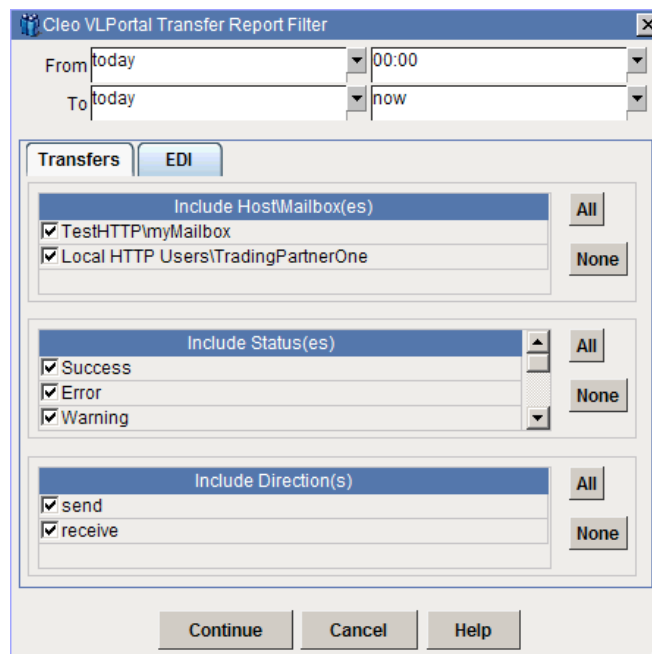 Cleo VLPortal Transfer Report Filter
From today 00:00
To today now
Transfers EDI
Include Host\Mailbox(es)
All
TestHTTP\myMailbox
Local HTTP Users\TradingPartnerOne
None
Include Status(es)
All
Success
Error
None
Warning
Include Direction(s)
All
send
receive
None
Continue Cancel Help